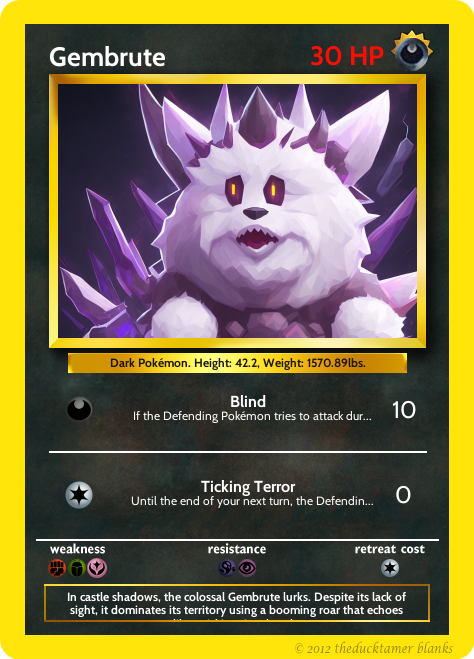 Gembrute
30 HP
Dark Pokémon. Height: 42.2, Weight: 1570.89lbs.
Blind
If the Defending Pokémon tries to attack dur...
10
Ticking Terror
Until the end of your next turn, the Defendin...
0
weakness
resistance
retreat cost
In castle shadows, the colossal Gembrute lurks. Despite its lack of
sight, it dominates its territory using a booming roar that echoes
© 2012 theducktamer blanks